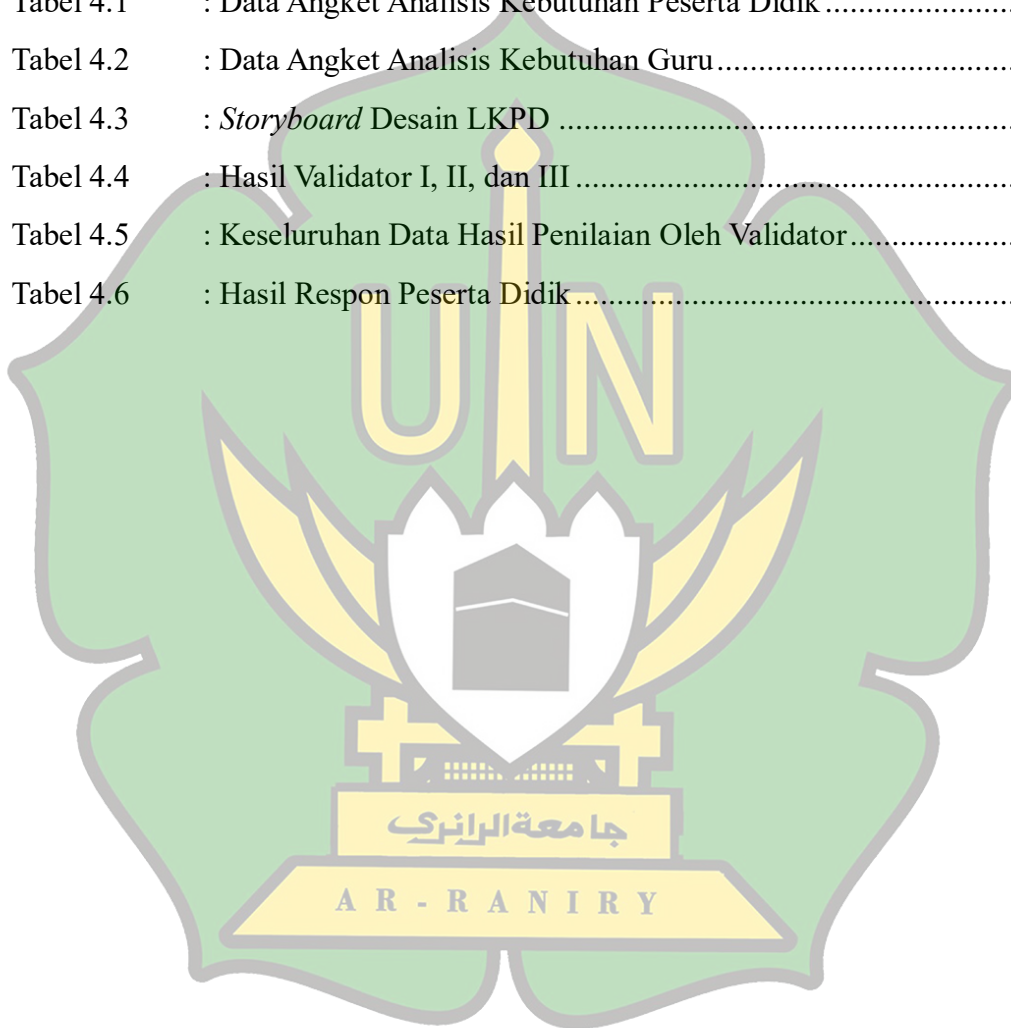 Tabel 4.1 : Data Angket Analisis Kebutuhan Peserta Didik....................
Tabel 4.2 : Data Angket Analisis Kebutuhan Guru....................
Tabel 4.3 : Storyboard Desain LKPD ....................
Tabel 4.4 : Hasil Validator I, II, dan III....................
Tabel 4.5 : Keseluruhan Data Hasil Penilaian Oleh Validator....................
Tabel 4.6 : Hasil Respon Peserta Didik....................
UIN
جامعة الرانري
AR-RANIRY